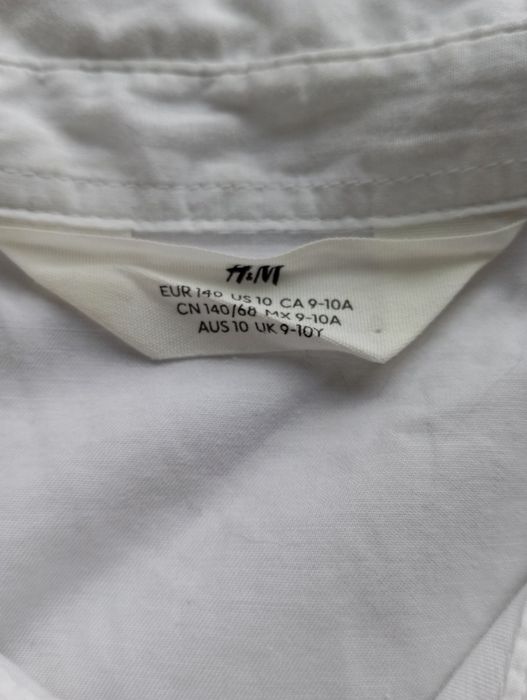 H&M
EUR 140 US 10 CA 9-10A
CN 140/68 MX 9-10A
AUS 10 UK 9-10Y